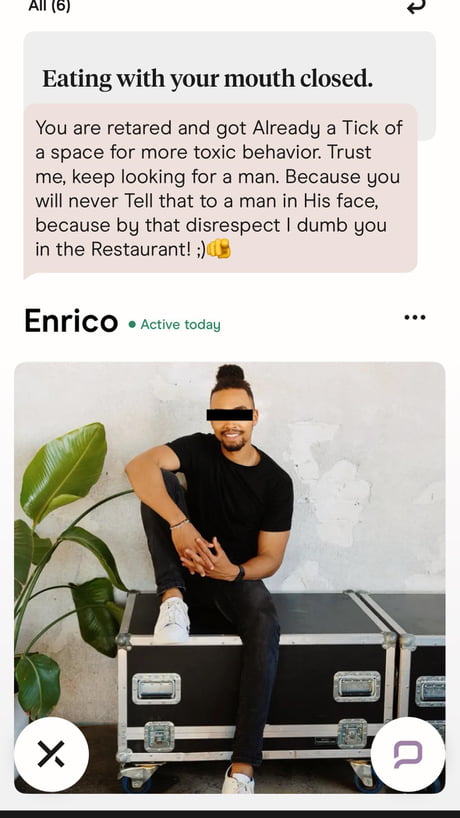 All (6)
Eating with your mouth closed.
You are retared and got Already a Tick of
a space for more toxic behavior. Trust
me, keep looking for a man. Because you
will never Tell that to a man in His face,
because by that disrespect I dumb you
in the Restaurant! ;)🫵
Enrico
Active today